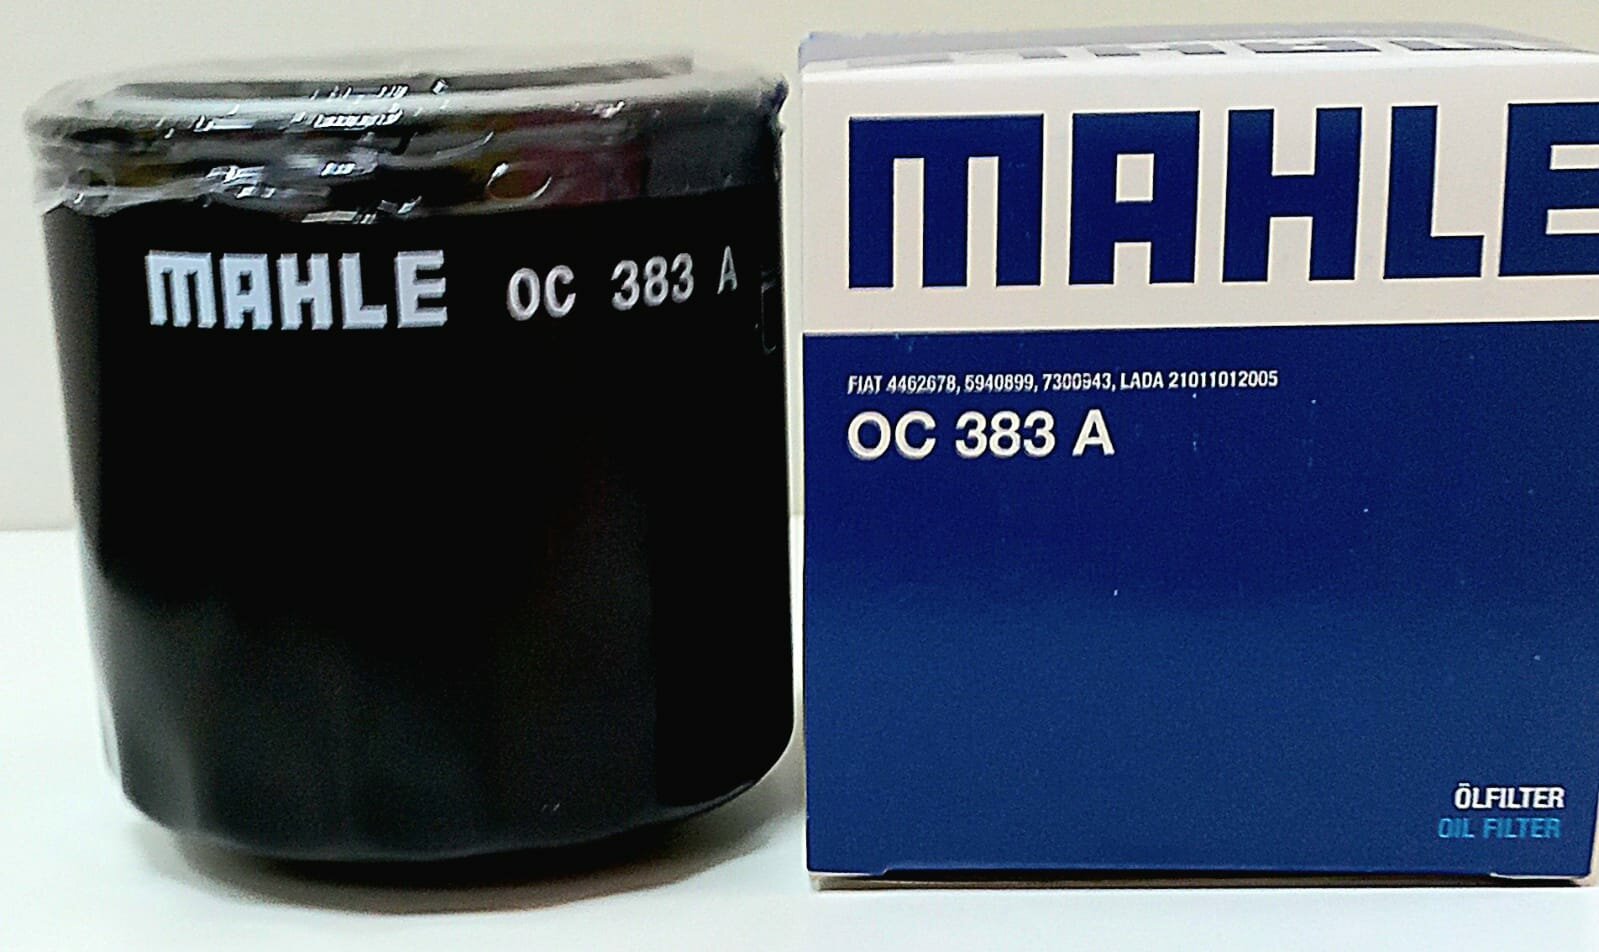 MAHLE OC 383 A
MAHLE
FIAT 4462678, 5940899, 7300943, LADA 21011012005
OC 383 A
ÖLFILTER
OIL FILTER